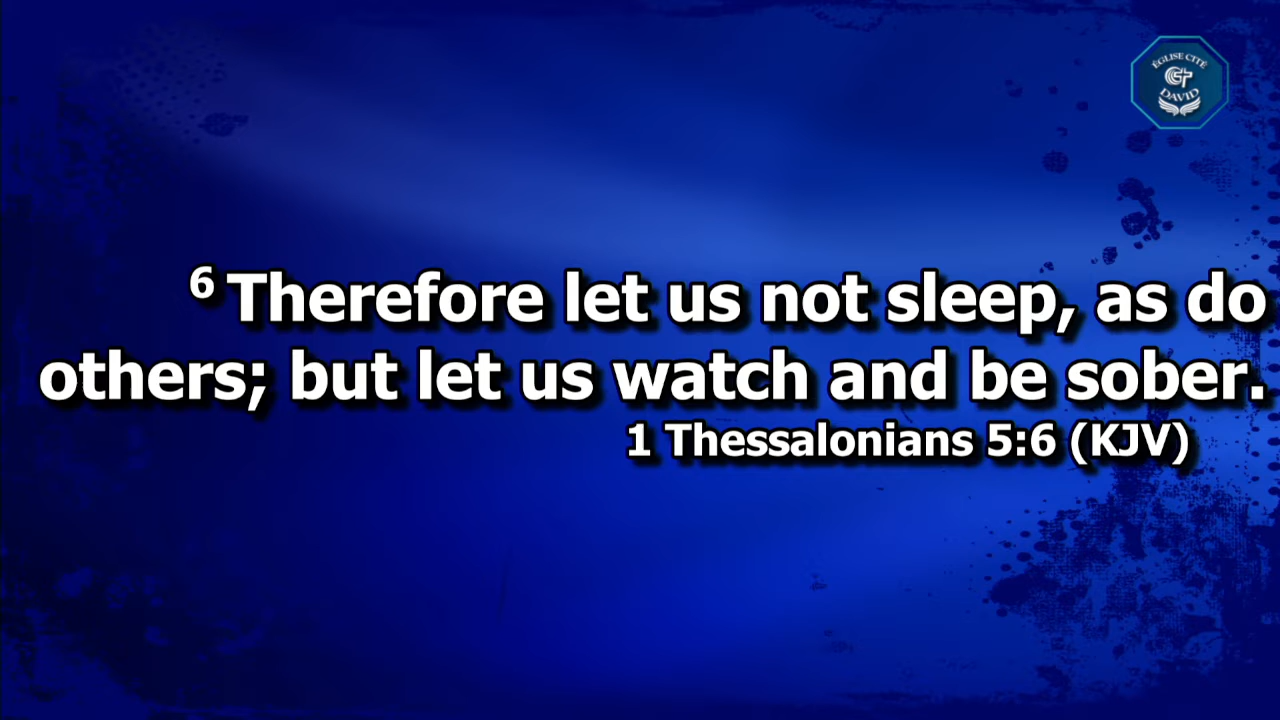 ÉGLISE CITÉ
DAVID
6 Therefore let us not sleep, as do
others; but let us watch and be sober.
1 Thessalonians 5:6 (KJV)